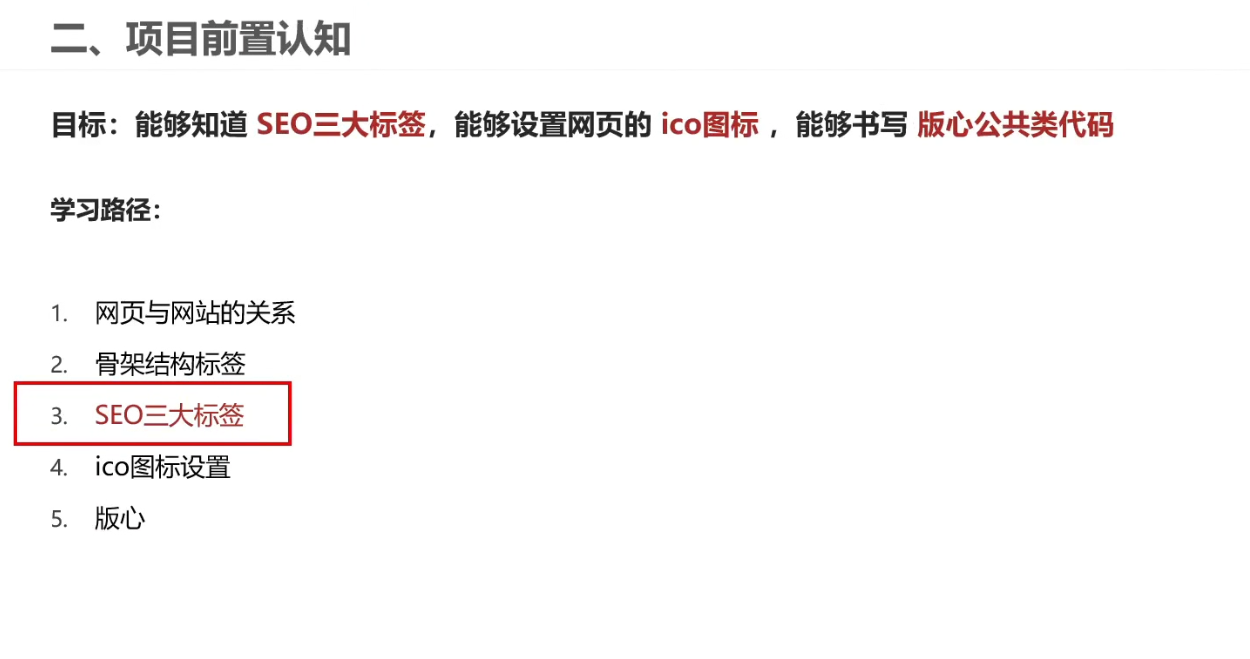 二、项目前置认知
目标：能够知道 SEO三大标签，能够设置网页的 ico图标 ，能够书写 版心公共类代码
学习路径：
1. 网页与网站的关系
2. 骨架结构标签
3. SEO三大标签
4. ico图标设置
5. 版心